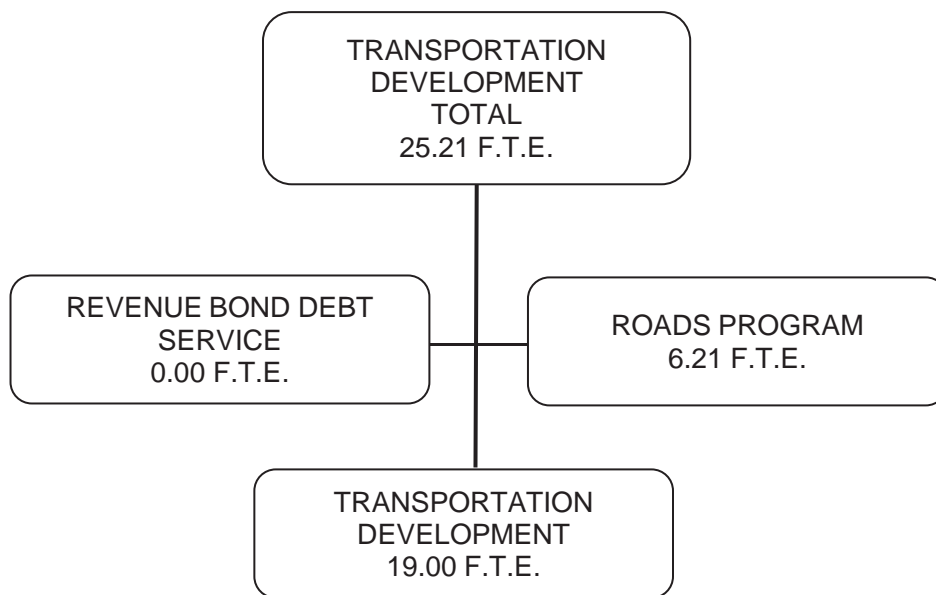 TRANSPORTATION
DEVELOPMENT
TOTAL
25.21 F.T.E.
REVENUE BOND DEBT
SERVICE
0.00 F.T.E.
ROADS PROGRAM
6.21 F.T.E.
TRANSPORTATION
DEVELOPMENT
19.00 F.T.E.